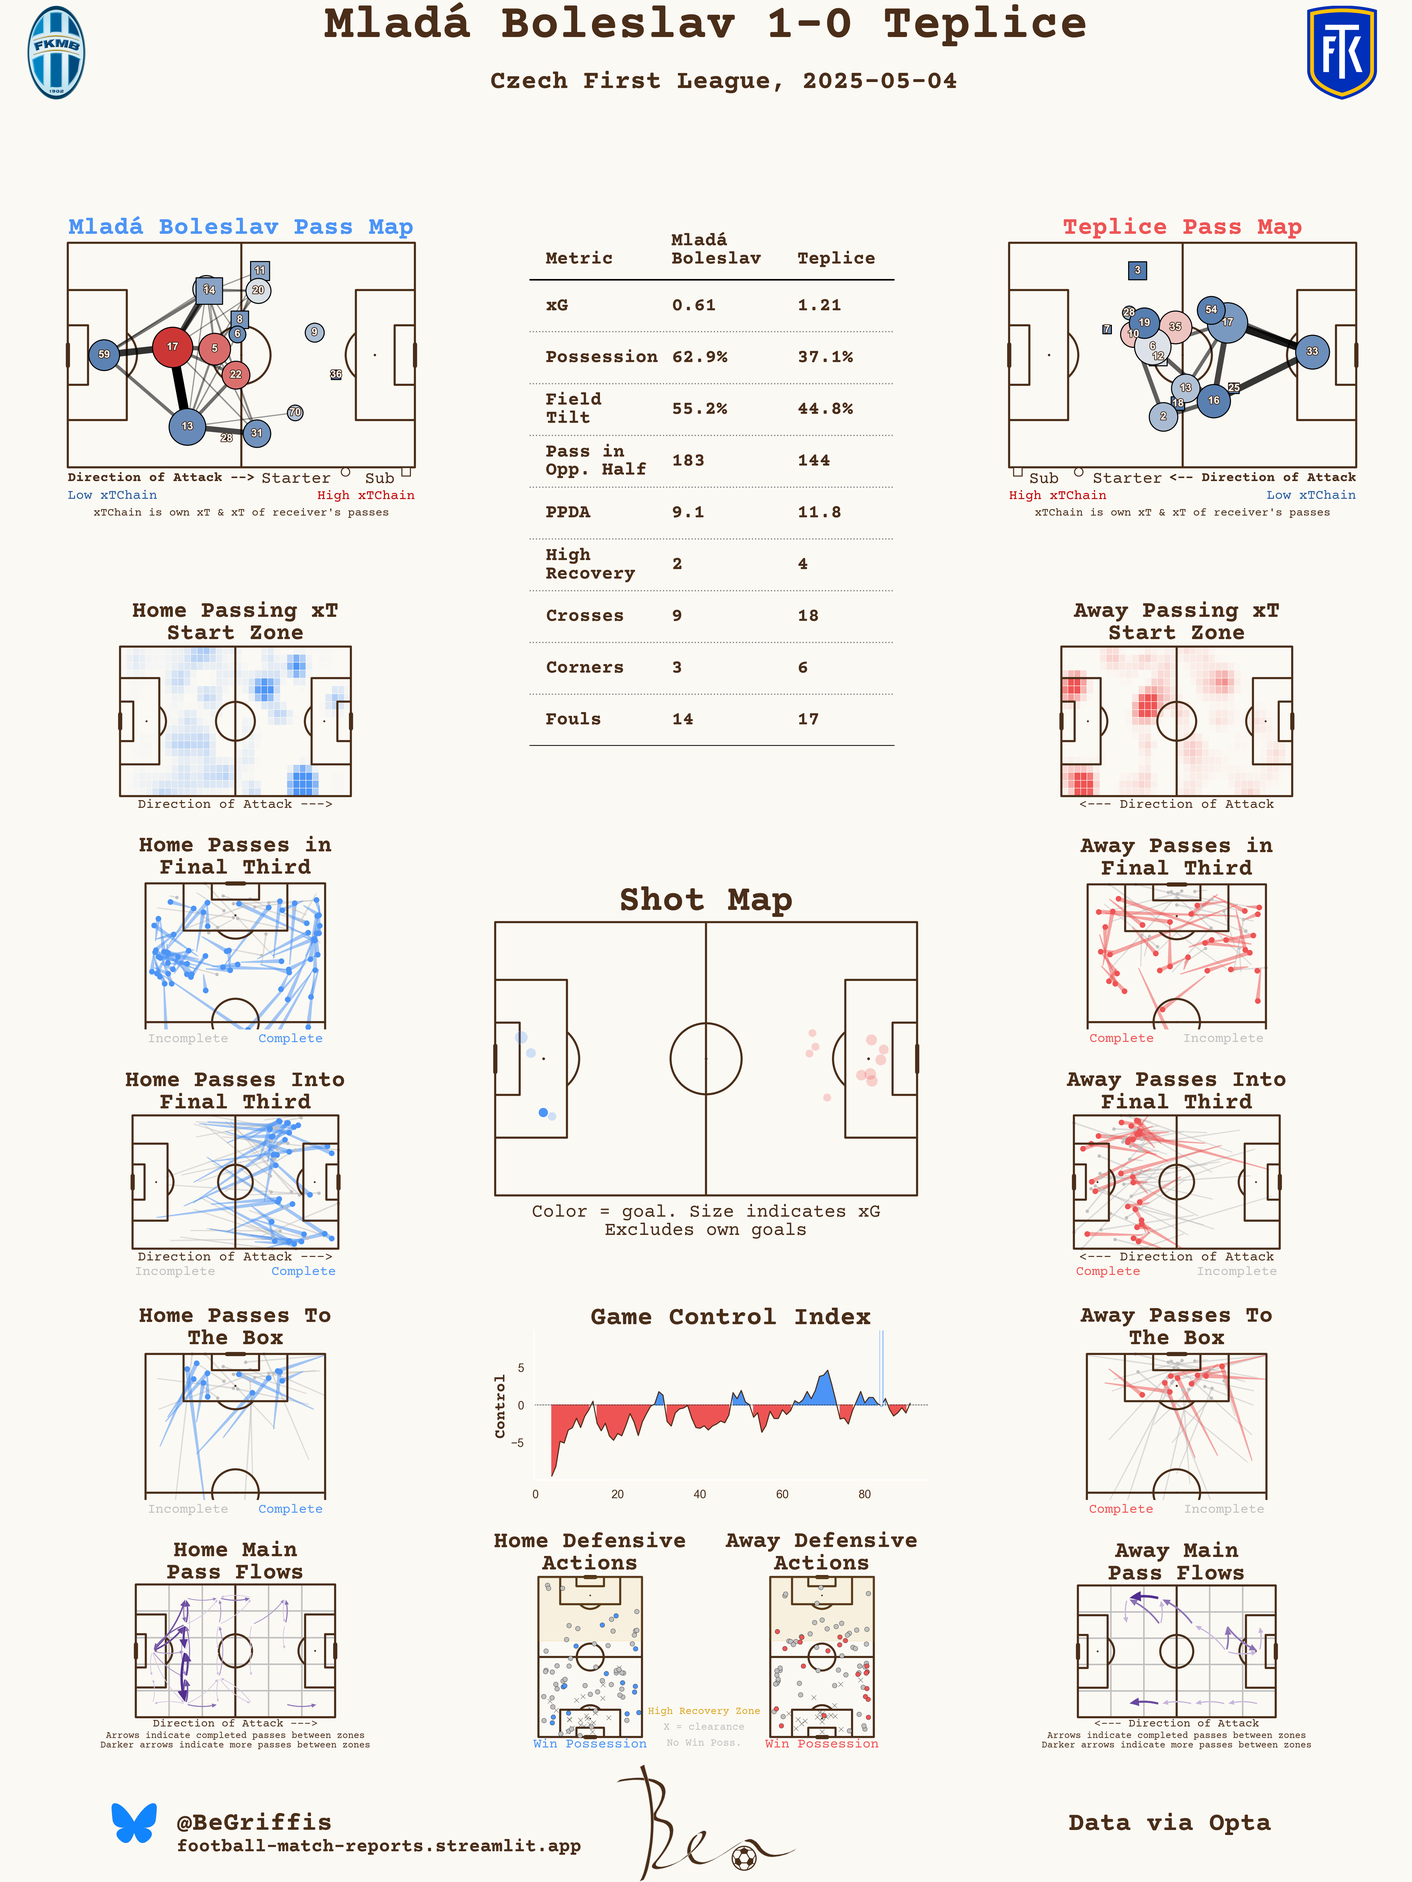 Mladá Boleslav 1-0 Teplice
Czech First League, 2025-05-04
FKMB
1902
FTK
Mladá Boleslav Pass Map
11
14
20
8
6
9
17
5
59
22
36
13
31
70
28
Direction of Attack --> Starter Sub
Low xTChain High xTChain
xTChain is own xT & xT of receiver's passes
Metric Mladá Boleslav Teplice
xG 0.61 1.21
Possession 62.9% 37.1%
Field Tilt 55.2% 44.8%
Pass in Opp. Half 183 144
PPDA 9.1 11.8
High Recovery 2 4
Crosses 9 18
Corners 3 6
Fouls 14 17
Teplice Pass Map
3
28
7
19
10
35
54
17
6
12
33
13
25
16
18
2
Sub Starter <-- Direction of Attack
High xTChain Low xTChain
xTChain is own xT & xT of receiver's passes
Home Passing xT
Start Zone
Direction of Attack --->
Away Passing xT
Start Zone
<--- Direction of Attack
Home Passes in
Final Third
Incomplete Complete
Away Passes in
Final Third
Complete Incomplete
Shot Map
Color = goal. Size indicates xG
Excludes own goals
Home Passes Into
Final Third
Direction of Attack --->
Incomplete Complete
Away Passes Into
Final Third
<--- Direction of Attack
Complete Incomplete
Home Passes To
The Box
Incomplete Complete
Game Control Index
Control
5
0
−5
0 20 40 60 80
Away Passes To
The Box
Complete Incomplete
Home Main
Pass Flows
Direction of Attack --->
Arrows indicate completed passes between zones
Darker arrows indicate more passes between zones
Home Defensive
Actions
Win Possession
Away Defensive
Actions
Win Possession
High Recovery Zone
X = clearance
No Win Poss.
Away Main
Pass Flows
<--- Direction of Attack
Arrows indicate completed passes between zones
Darker arrows indicate more passes between zones
@BeGriffis
football-match-reports.streamlit.app
Ben
Data via Opta